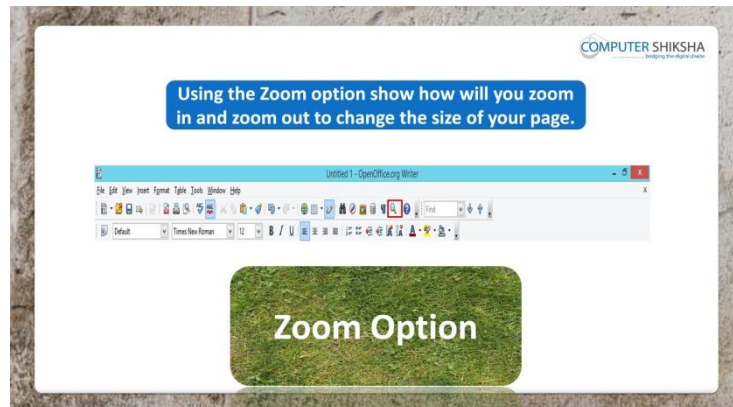 COMPUTER SHIKSHA
bridging the digital divide
Using the Zoom option show how will you zoom
in and zoom out to change the size of your page.
Untitled 1 - OpenOffice.org Writer
File Edit View Insert Format Table Tools Window Help
Find
Default Times New Roman 12 B I U
Zoom Option